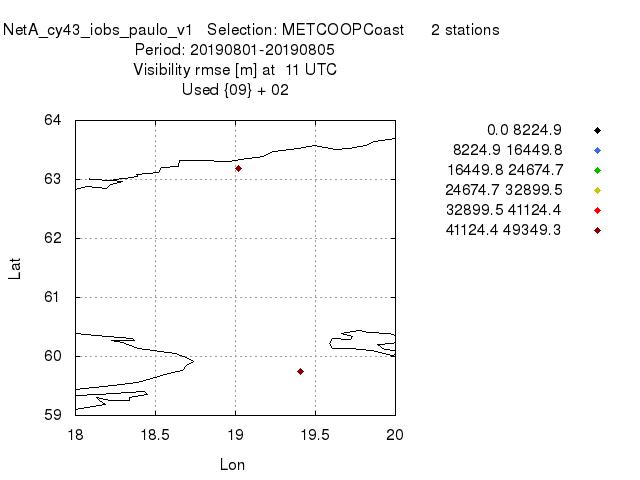 NetA_cy43_iobs_paulo_v1 Selection: METCOOPCoast 2 stations
Period: 20190801-20190805
Visibility rmse [m] at 11 UTC
Used {09} + 02
0.0 8224.9
8224.9 16449.8
16449.8 24674.7
24674.7 32899.5
32899.5 41124.4
41124.4 49349.3
64
63
62
61
60
59
Lat
18 18.5 19 19.5 20
Lon